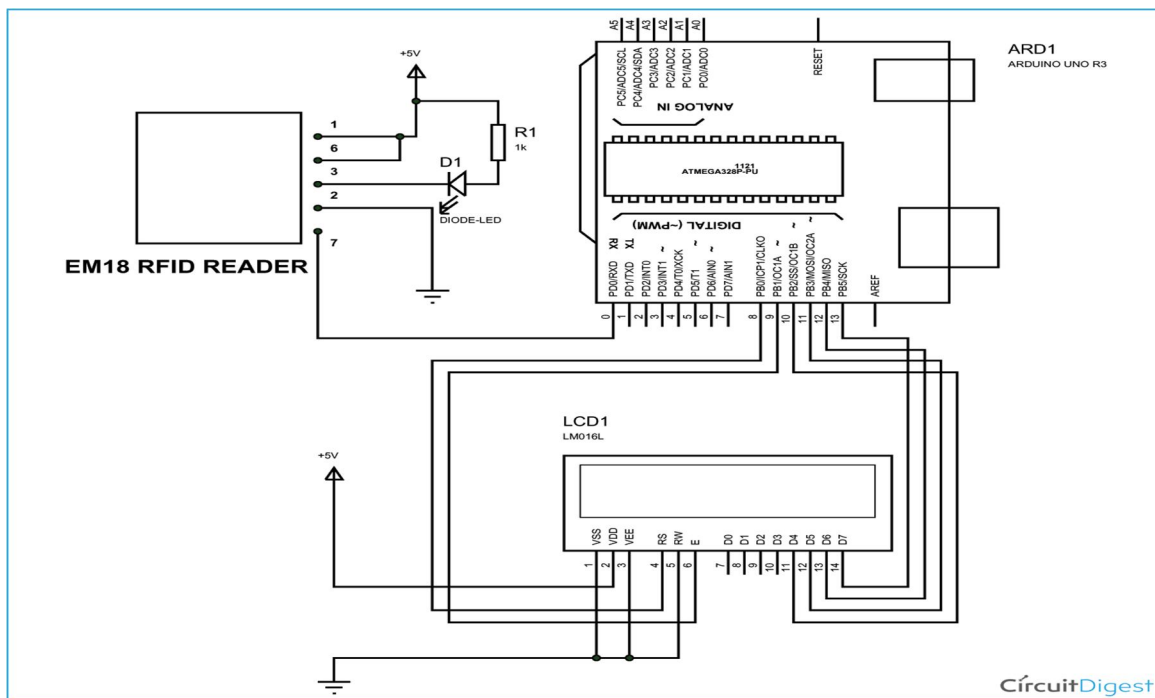 +5V
1
6
3
2
7
EM18 RFID READER
R1
1k
D1
DIODE-LED
A5
A4
A3
A2
A1
A0
PC5/ADC5/SCL
PC4/ADC4/SDA
PC3/ADC3
PC2/ADC2
PC1/ADC1
PC0/ADC0
RESET
ANALOG IN
ARD1
ARDUINO UNO R3
1121
ATMEGA328P-PU
DIGITAL (~PWM)
RX
TX
~
~
~
~
~
~
PD0/RXD
PD1/TXD
PD2/INT0
PD3/INT1
PD4/T0/XCK
PD5/T1
PD6/AIN0
PD7/AIN1
PB0/ICP1/CLKO
PB1/OC1A
PB2/SS/OC1B
PB3/MOSI/OC2A
PB4/MISO
PB5/SCK
AREF
0
1
2
3
4
5
6
7
8
9
10
11
12
13
LCD1
LM016L
+5V
VSS
VDD
VEE
RS
RW
E
D0
D1
D2
D3
D4
D5
D6
D7
1
2
3
4
5
6
7
8
9
10
11
12
13
14
CircuitDigest